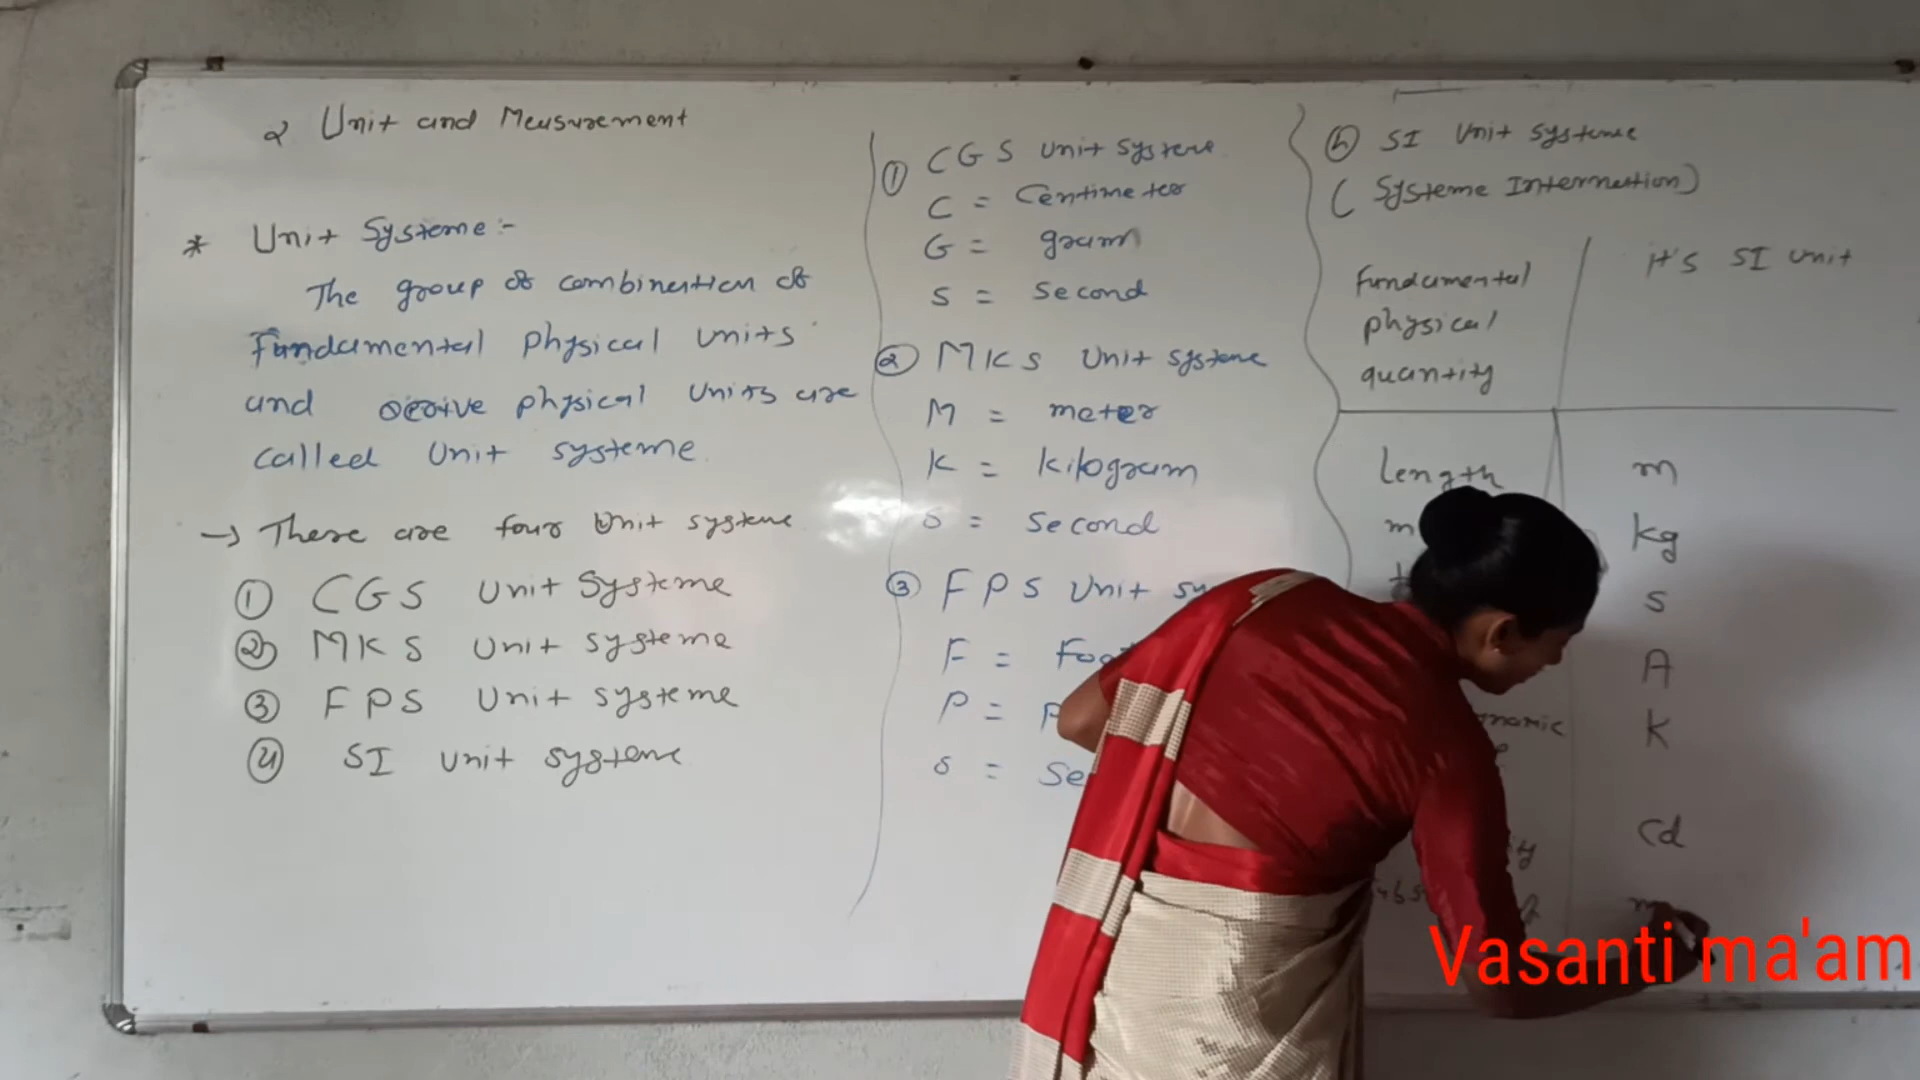 2 Unit and Measurement
* Unit Systeme :-
The group of combination of
Fundamental physical units
and derive physical units are
called Unit systeme
→ There are four Unit systeme
① CGS Unit Systeme
② MKS Unit systeme
③ FPS Unit systeme
④ SI unit systeme
① CGS unit systeme
C = Centimeter
G = gram
S = Second
② MKS Unit systeme
M = meter
K = kilogram
S = Second
③ FPS Unit
F =
P =
S =
④ SI Unit systeme
( Systeme Internation)
Fundamental
physical
quantity
it's SI unit
length m
kg
s
A
K
cd
Vasanti ma'am